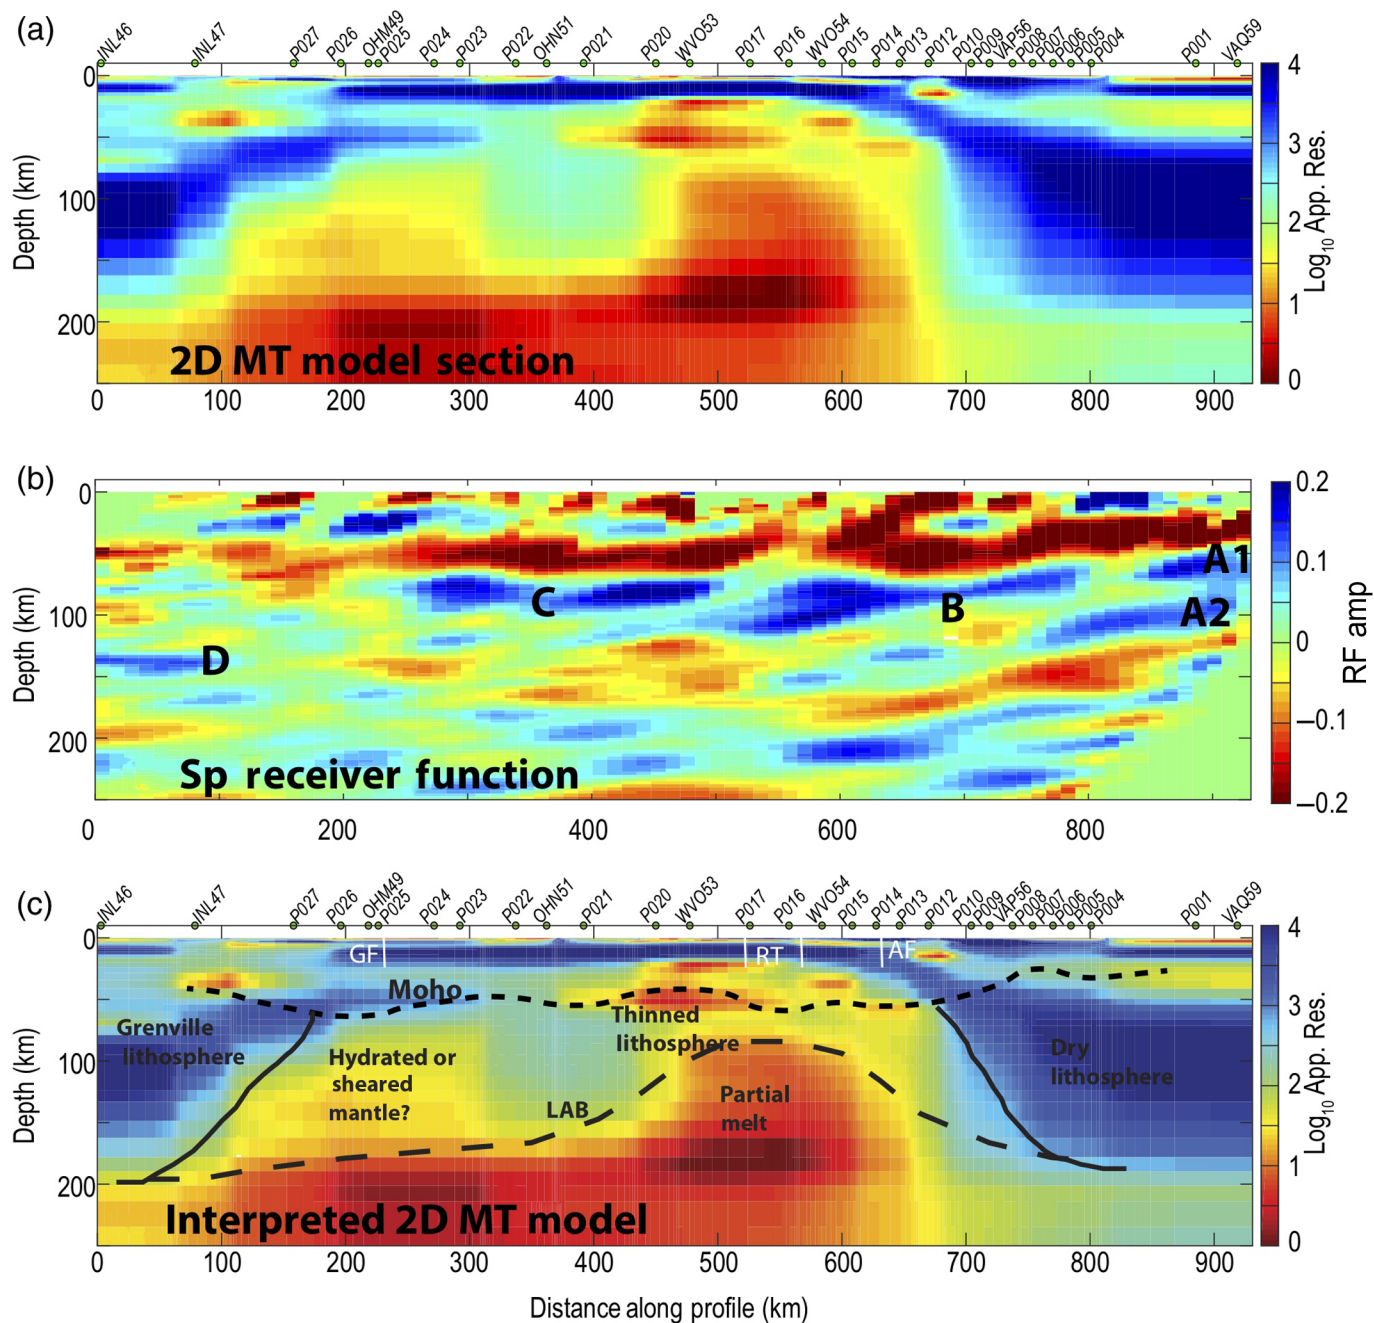 (a)
INL46 INL47 P027 P026 OHM49 P025 P024 P023 P022 OHN51 P021 P020 WVO53 P017 P016 WVO54 P015 P014 P013 P012 P010 P009 VAP56 P008 P007 P006 P005 P004 P001 VAQ59
0
100
200
Depth (km)
2D MT model section
0 100 200 300 400 500 600 700 800 900
4
3
2
1
0
Log10 App. Res.
(b)
0
100
200
Depth (km)
A1
C
B
A2
D
Sp receiver function
0 200 400 600 800
0.2
0.1
0
–0.1
–0.2
RF amp
(c)
INL46 INL47 P027 P026 OHM49 P025 P024 P023 P022 OHN51 P021 P020 WVO53 P017 P016 WVO54 P015 P014 P013 P012 P010 P009 VAP56 P008 P007 P006 P005 P004 P001 VAQ59
0
100
200
Depth (km)
GF
RT
AF
Moho
Grenville
lithosphere
Hydrated or
sheared
mantle?
Thinned
lithosphere
LAB
Partial
melt
Dry
lithosphere
Interpreted 2D MT model
0 100 200 300 400 500 600 700 800 900
4
3
2
1
0
Log10 App. Res.
Distance along profile (km)